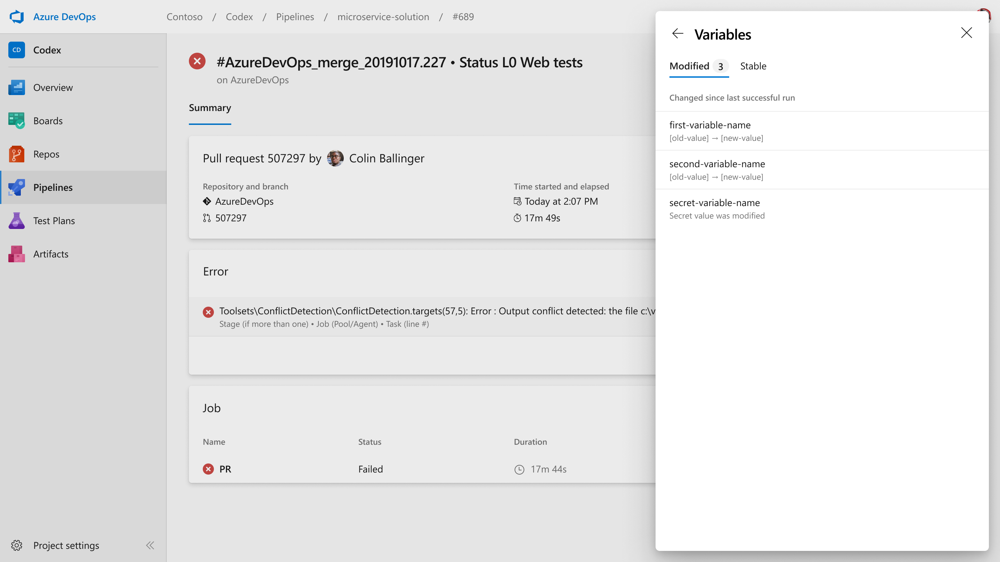 Azure DevOps
Contoso / Codex / Pipelines / microservice-solution / #689
CD Codex
Overview
Boards
Repos
Pipelines
Test Plans
Artifacts
Project settings
#AzureDevOps_merge_20191017.227 • Status L0 Web tests
on AzureDevOps
Summary
Pull request 507297 by Colin Ballinger
Repository and branch
AzureDevOps
507297
Time started and elapsed
Today at 2:07 PM
17m 49s
Error
Toolsets\ConflictDetection\ConflictDetection.targets(57,5): Error : Output conflict detected: the file c:\v
Stage (if more than one) • Job (Pool/Agent) • Task (line #)
Job
Name Status Duration
PR Failed 17m 44s
Variables
Modified 3 Stable
Changed since last successful run
first-variable-name
[old-value] → [new-value]
second-variable-name
[old-value] → [new-value]
secret-variable-name
Secret value was modified